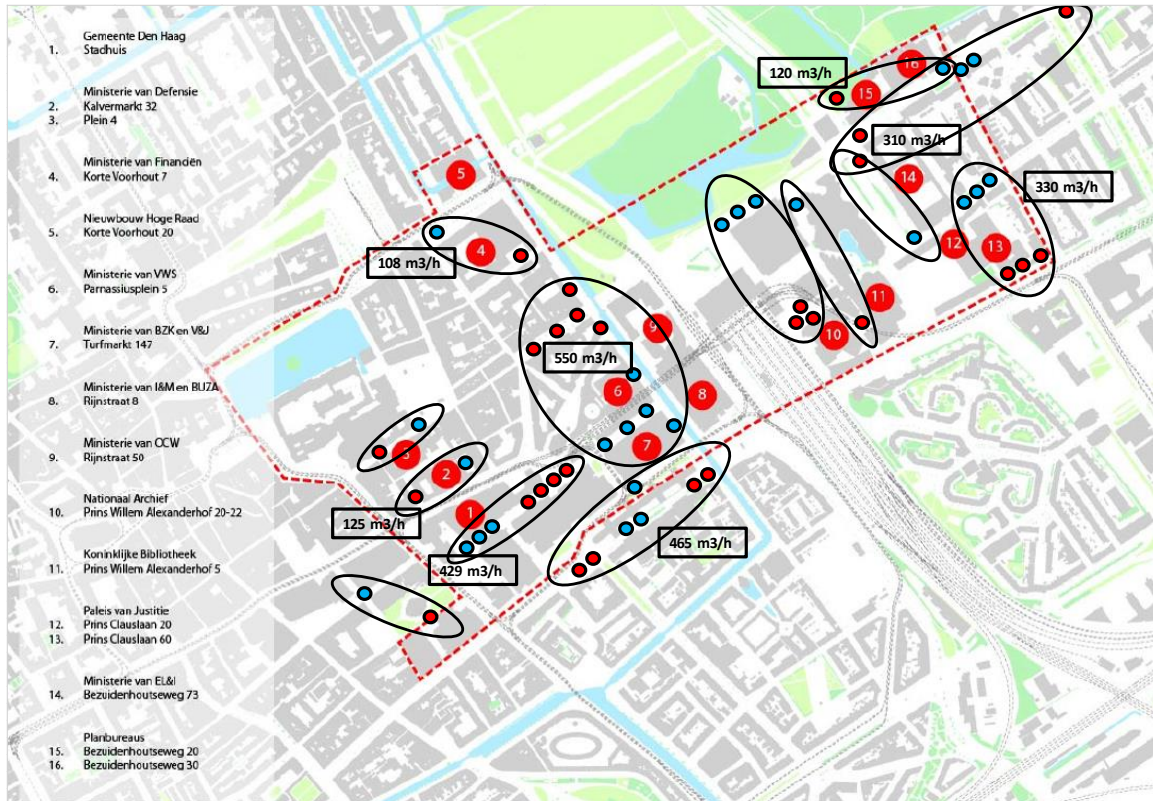 Gemeente Den Haag
1. Stadhuis
Ministerie van Defensie
2. Kalvermarkt 32
3. Plein 4
Ministerie van Financiën
4. Korte Voorhout 7
Nieuwbouw Hoge Raad
5. Korte Voorhout 20
Ministerie van VWS
6. Parnassiusplein 5
Ministerie van BZK en V&J
7. Turfmarkt 147
Ministerie van I&M en BUZA
8. Rijnstraat 8
Ministerie van OCW
9. Rijnstraat 50
Nationaal Archief
10. Prins Willem Alexanderhof 20-22
Koninklijke Bibliotheek
11. Prins Willem Alexanderhof 5
Paleis van Justitie
12. Prins Clauslaan 20
13. Prins Clauslaan 60
Ministerie van EL&I
14. Bezuidenhoutseweg 73
Planbureaus
15. Bezuidenhoutseweg 20
16. Bezuidenhoutseweg 30
16
120 m3/h
15
310 m3/h
5
14
330 m3/h
4
108 m3/h
12
13
11
9
10
550 m3/h
6
8
7
3
2
1
125 m3/h
465 m3/h
429 m3/h